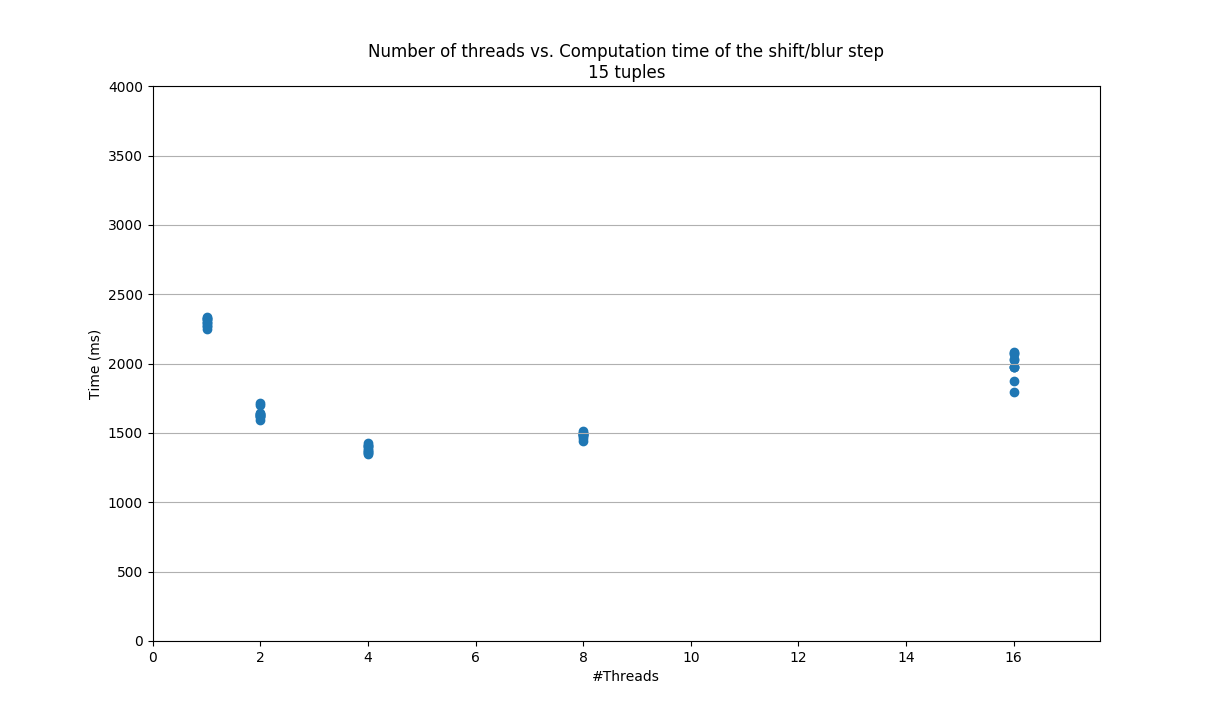 Number of threads vs. Computation time of the shift/blur step
15 tuples
4000
3500
3000
2500
2000
1500
1000
500
0
Time (ms)
0 2 4 6 8 10 12 14 16
#Threads